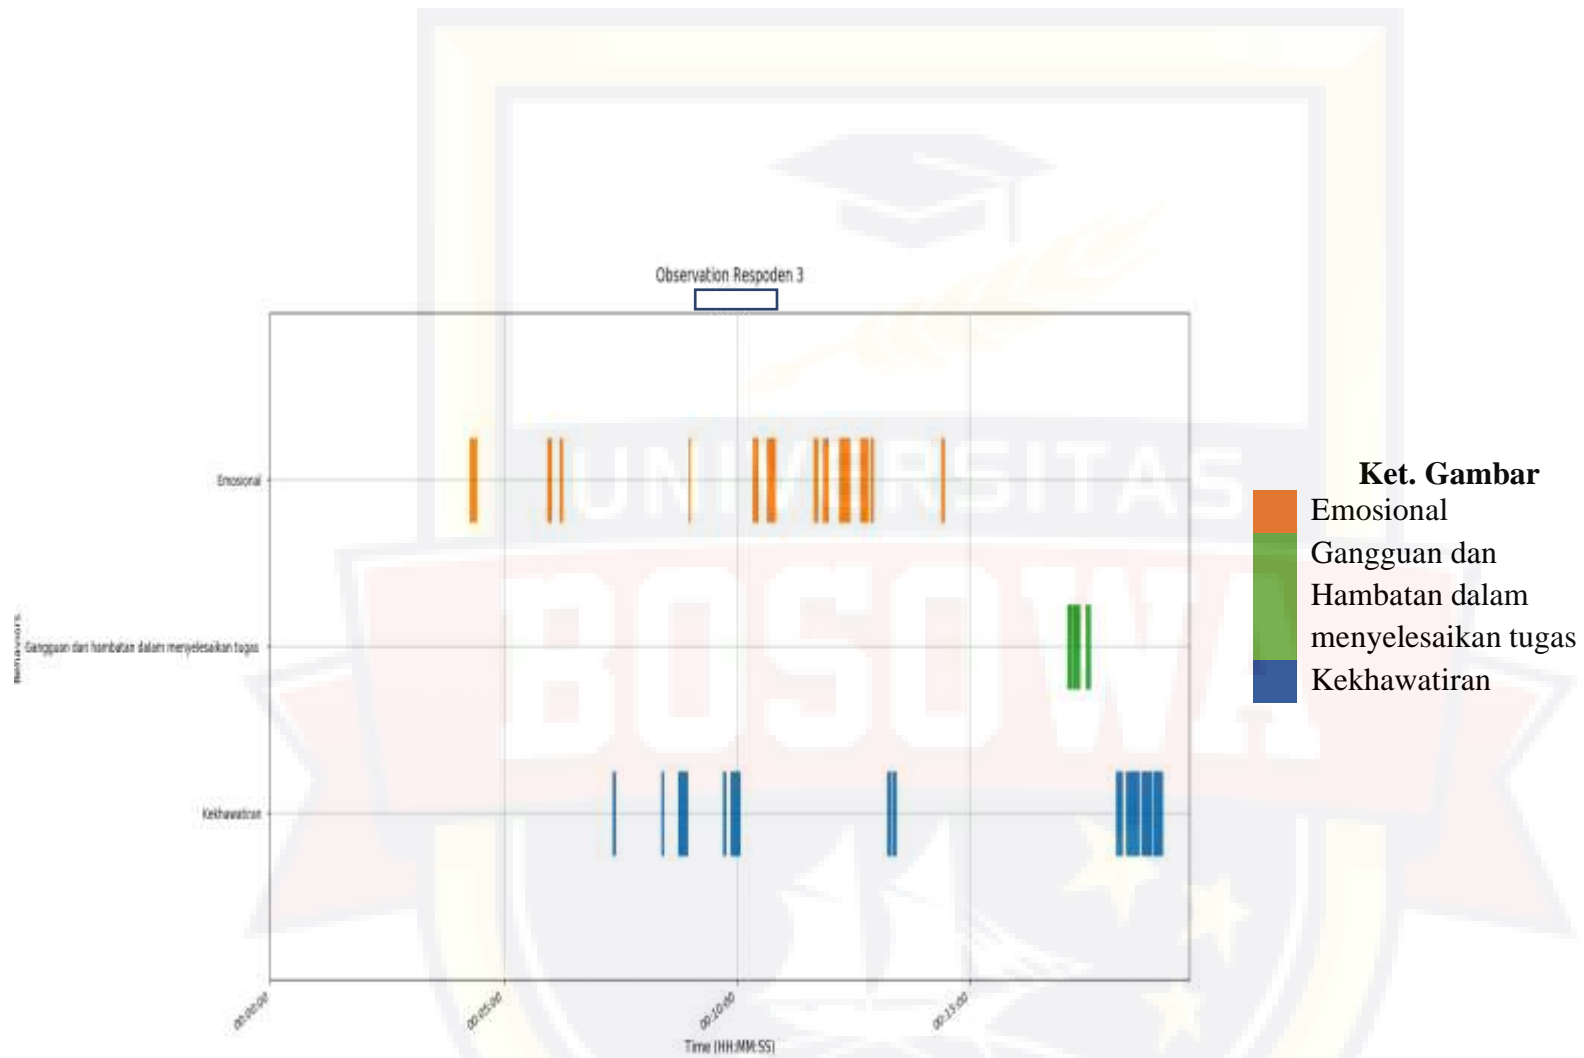 Observation Respoden 3
Emosional
Behaviors
Gangguan dan hambatan dalam menyelesaikan tugas
Kekhawatiran
00:00:00
00:05:00
00:10:00
00:15:00
Time (HH:MM:SS)
Ket. Gambar
Emosional
Gangguan dan
Hambatan dalam
menyelesaikan tugas
Kekhawatiran
UNIVERSITAS
BOSOWA